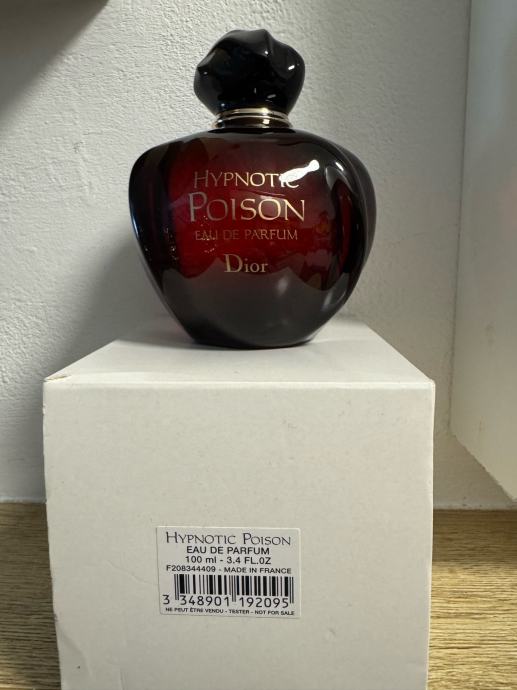 HYPNOTIC
POISON
EAU DE PARFUM
Dior
HYPNOTIC POISON
EAU DE PARFUM
100 ml - 3.4 FL.OZ
F208344409 - MADE IN FRANCE
3 348901 192095
NE PEUT ÊTRE VENDU - TESTER - NOT FOR SALE